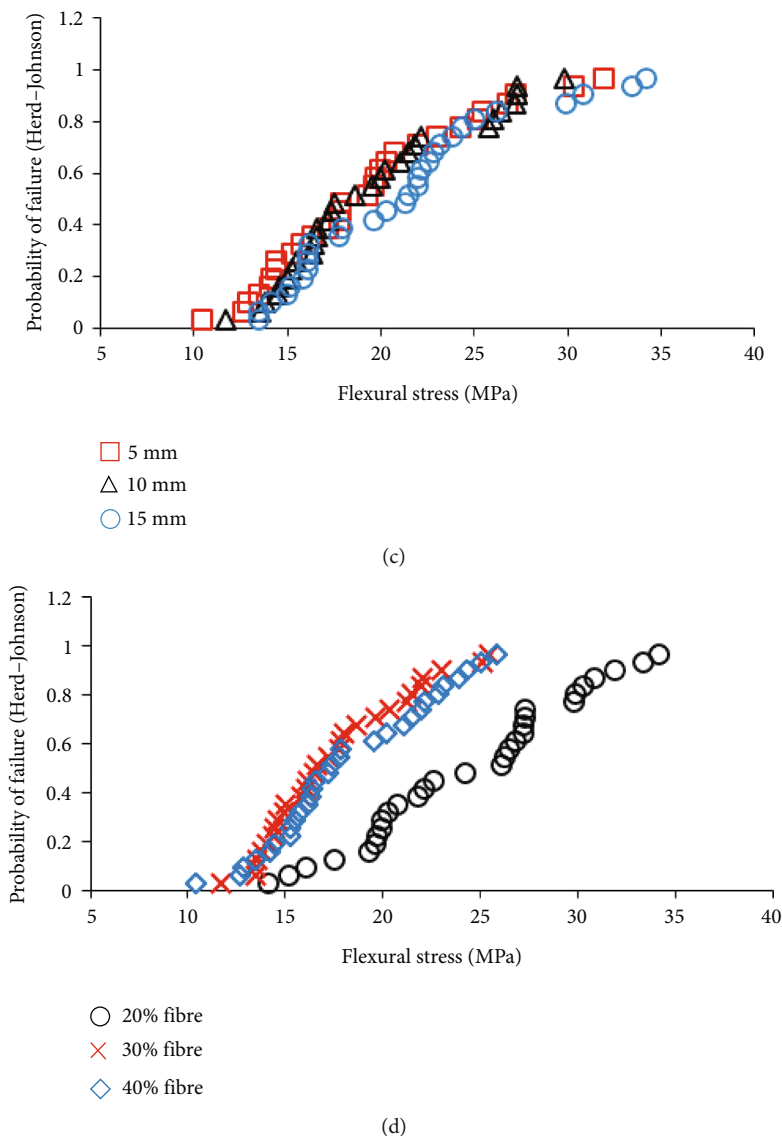 Probability of failure (Herd–Johnson)
1.2
1
0.8
0.6
0.4
0.2
0
5 10 15 20 25 30 35 40
Flexural stress (MPa)
5 mm
10 mm
15 mm
(c)
Probability of failure (Herd–Johnson)
1.2
1
0.8
0.6
0.4
0.2
0
5 10 15 20 25 30 35 40
Flexural stress (MPa)
20% fibre
30% fibre
40% fibre
(d)